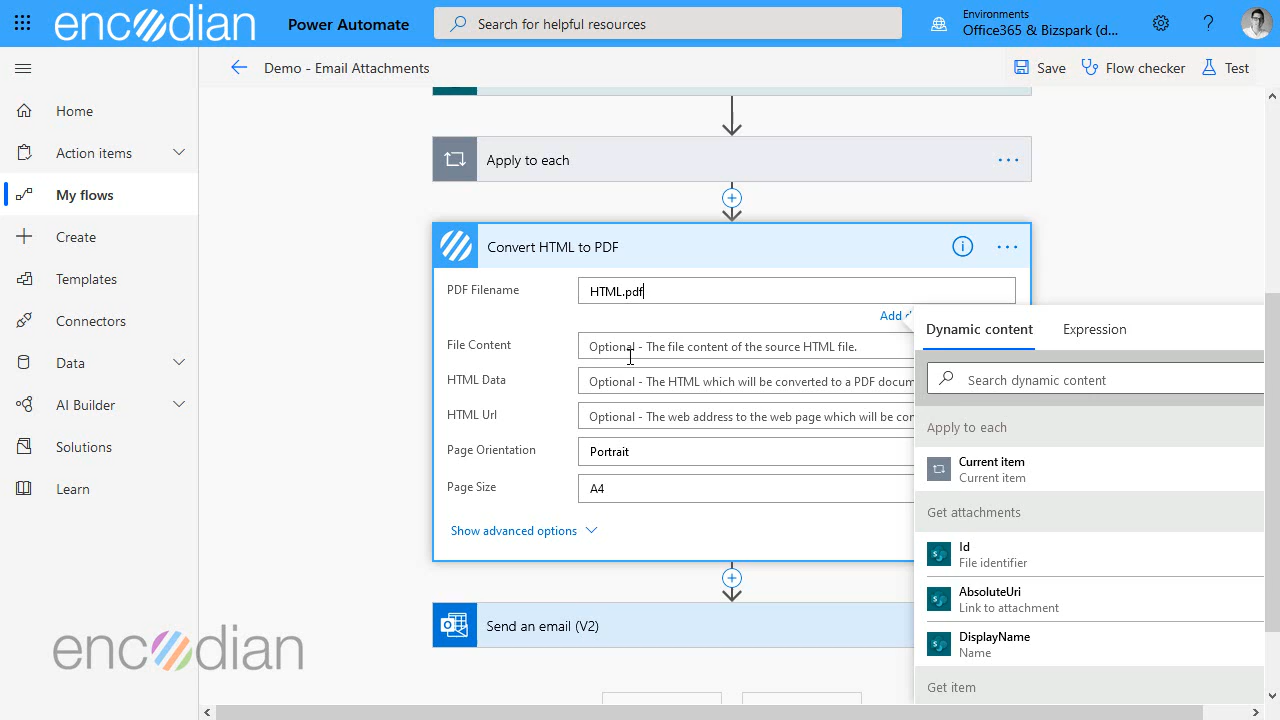 encodian
Power Automate
Search for helpful resources
Environments
Office365 & Bizspark (d...
?
Demo - Email Attachments
Save
Flow checker
Test
Home
Action items
My flows
Create
Templates
Connectors
Data
AI Builder
Solutions
Learn
Apply to each
Convert HTML to PDF
PDF Filename
HTML.pdf
Add d
File Content
Optional - The file content of the source HTML file.
HTML Data
Optional - The HTML which will be converted to a PDF docum
HTML Url
Optional - The web address to the web page which will be con
Page Orientation
Portrait
Page Size
A4
Show advanced options
Send an email (V2)
Dynamic content
Expression
Search dynamic content
Apply to each
Current item
Current item
Get attachments
Id
File identifier
AbsoluteUri
Link to attachment
DisplayName
Name
Get item
encodian